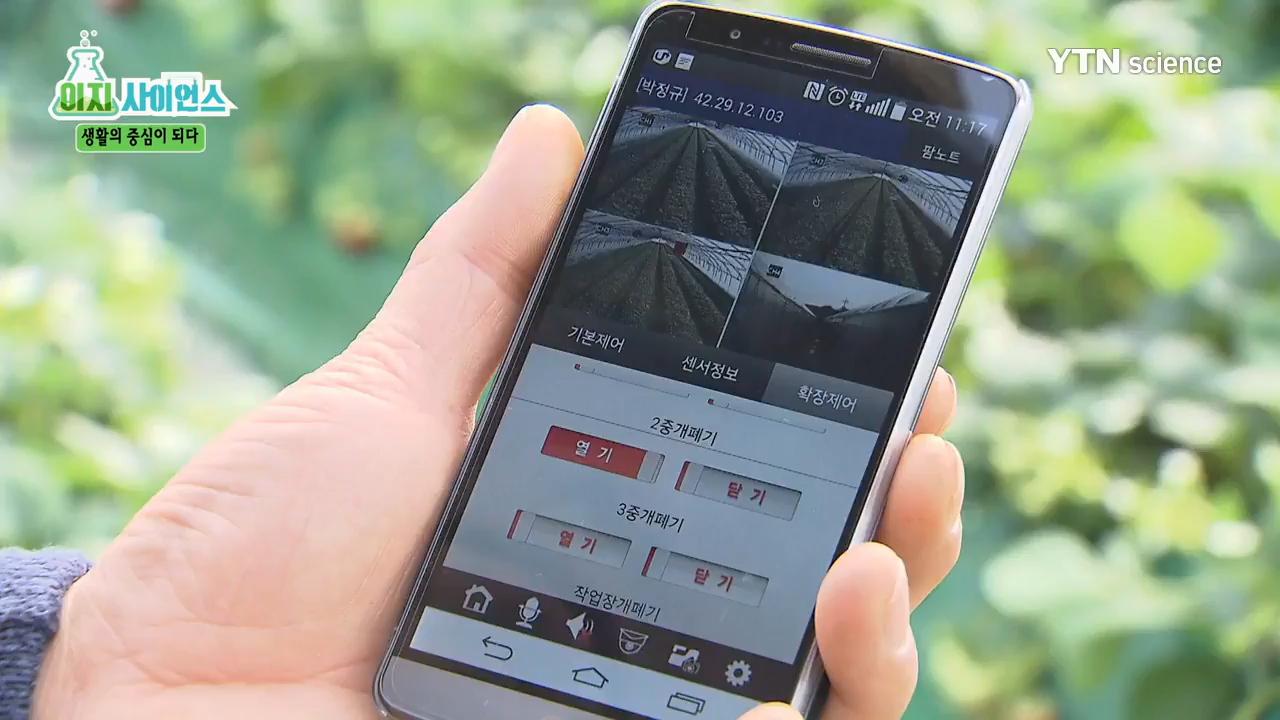 이지 사이언스
생활의 중심이 되다
YTN science
오전 11:17
[박정규] 42.29.12.103
팜노트
기본제어
센서정보
확장제어
2중개폐기
열 기
닫 기
3중개폐기
열 기
닫 기
작업장개폐기